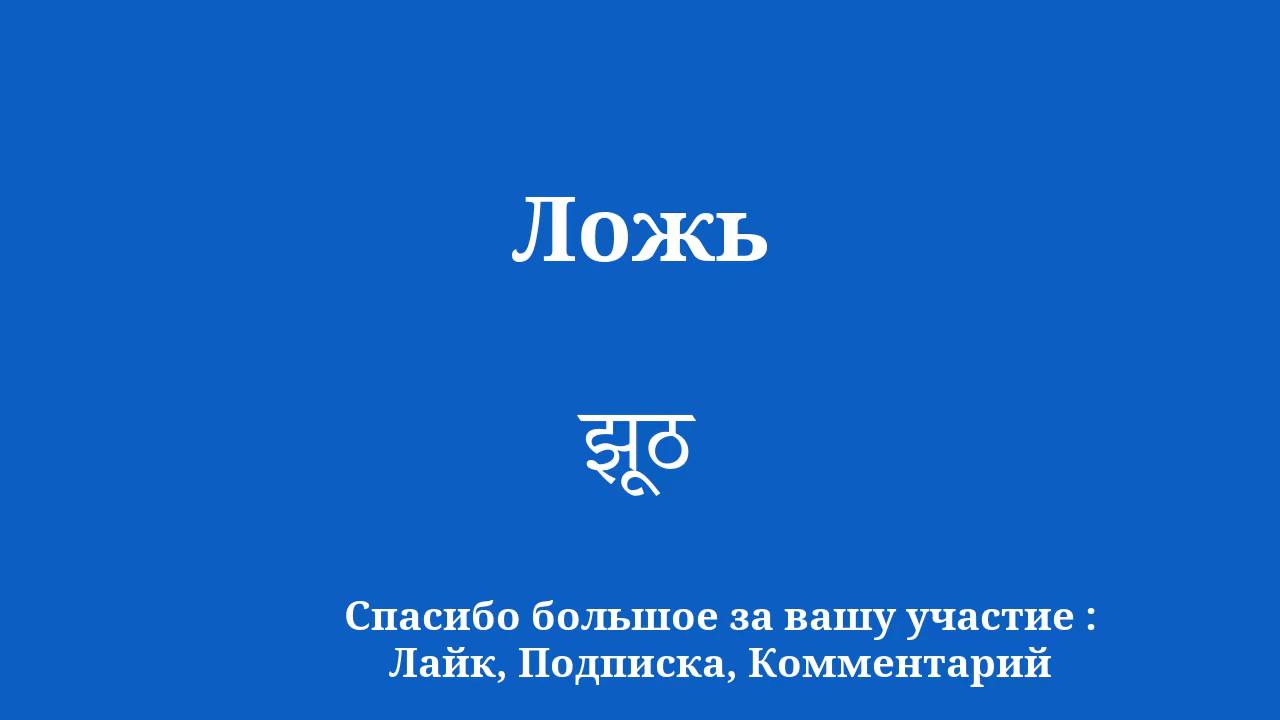 Ложь
झूठ
Спасибо большое за вашу участие :
Лайк, Подписка, Комментарий